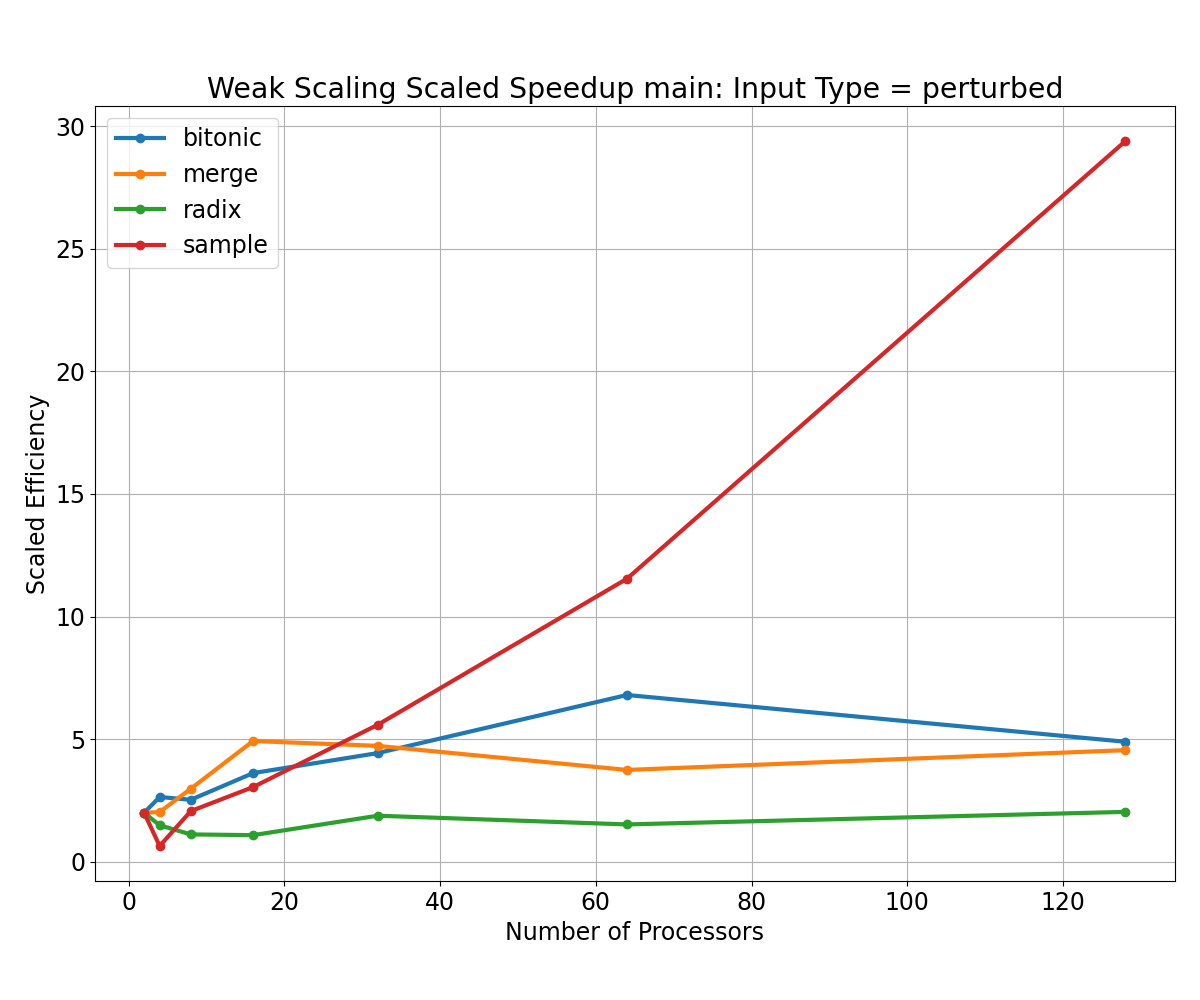 Weak Scaling Scaled Speedup main: Input Type = perturbed
30
25
20
15
10
5
0
Scaled Efficiency
bitonic
merge
radix
sample
0 20 40 60 80 100 120
Number of Processors